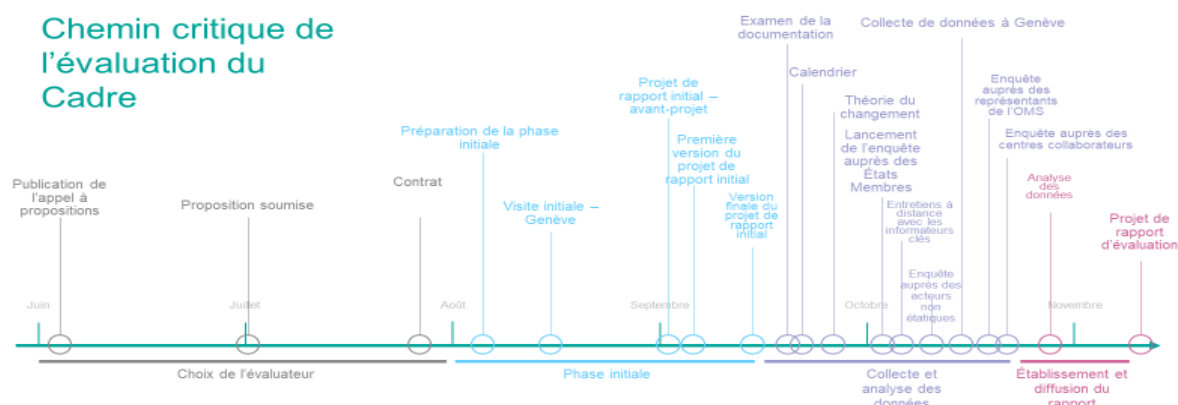 Chemin critique de
l'évaluation du
Cadre
Publication de
l'appel à
propositions
Proposition soumise
Contrat
Préparation de la phase
initiale
Visite initiale –
Genève
Projet de
rapport initial –
avant-projet
Première
version du
projet de
rapport initial
Version
finale du
projet de
rapport
initial
Examen de la
documentation
Calendrier
Théorie du
changement
Lancement
de l'enquête
auprès des
États
Membres
Entretiens à
distance
avec les
informateurs
clés
Enquête
auprès des
acteurs
non
étatiques
Collecte de données à Genève
Enquête
auprès des
représentants
de l'OMS
Enquête auprès des
centres collaborateurs
Analyse
des
données
Projet de
rapport
d'évaluation
Juin
Juillet
Août
Septembre
Octobre
Novembre
Choix de l'évaluateur
Phase initiale
Collecte et
analyse des
données
Établissement et
diffusion du
rapport